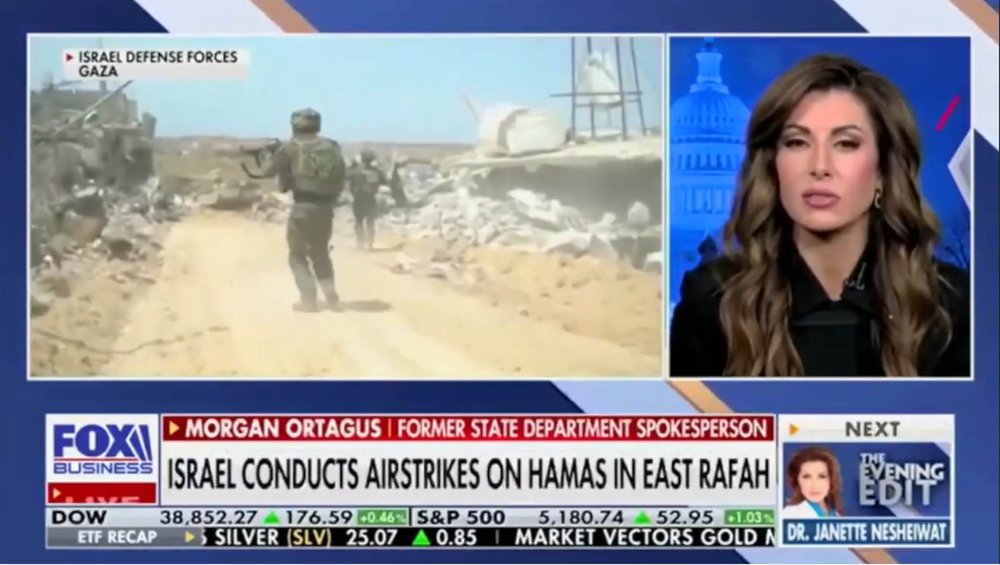 ISRAEL DEFENSE FORCES
GAZA
FOX
BUSINESS
LIVE
MORGAN ORTAGUS | FORMER STATE DEPARTMENT SPOKESPERSON
ISRAEL CONDUCTS AIRSTRIKES ON HAMAS IN EAST RAFAH
NEXT
THE
EVENING
EDIT
DR. JANETTE NESHEIWAT
DOW 38,852.27 176.59 +0.46% S&P 500 5,180.74 52.95 +1.03%
ETF RECAP SILVER (SLV) 25.07 0.85 | MARKET VECTORS GOLD